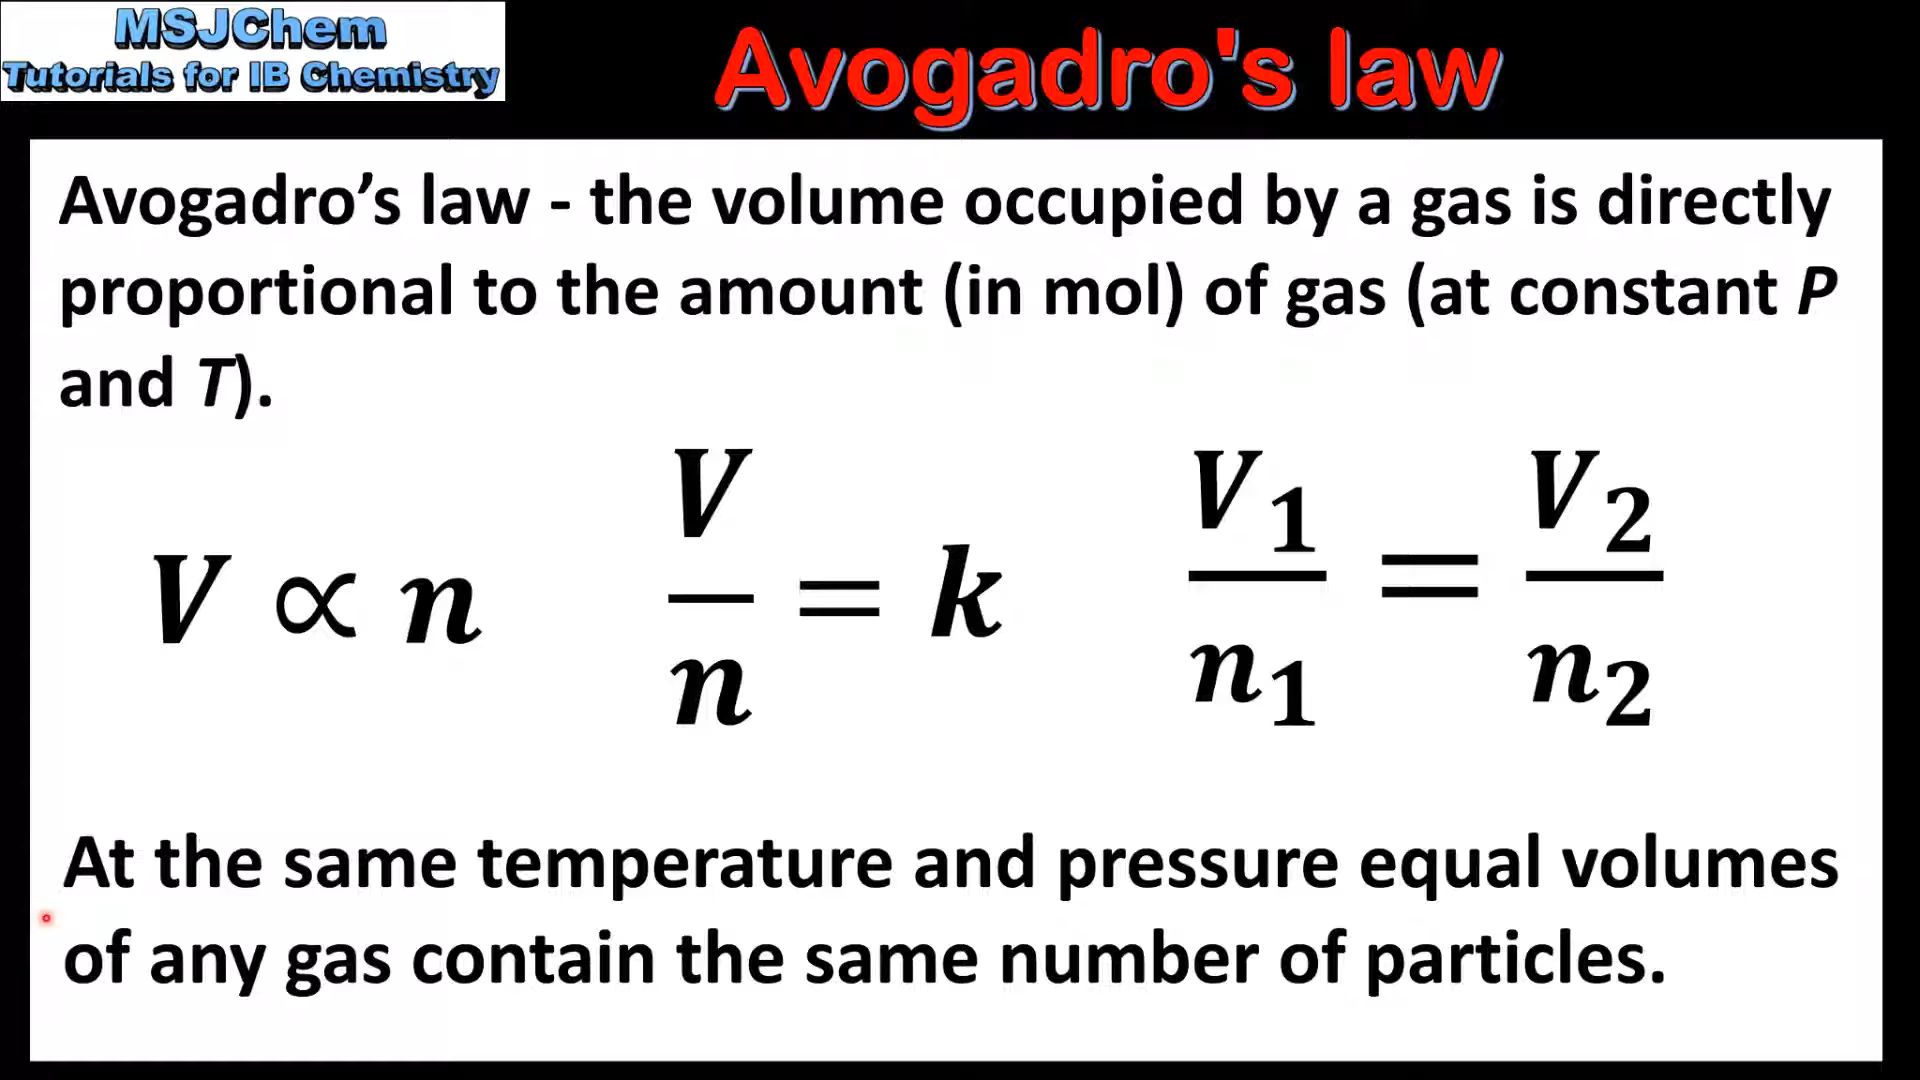 MSJChem
Tutorials for IB Chemistry
Avogadro's law
Avogadro’s law - the volume occupied by a gas is directly
proportional to the amount (in mol) of gas (at constant P
and T).
V ∝ n
V/n = k
V₁/n₁ = V₂/n₂
At the same temperature and pressure equal volumes
of any gas contain the same number of particles.